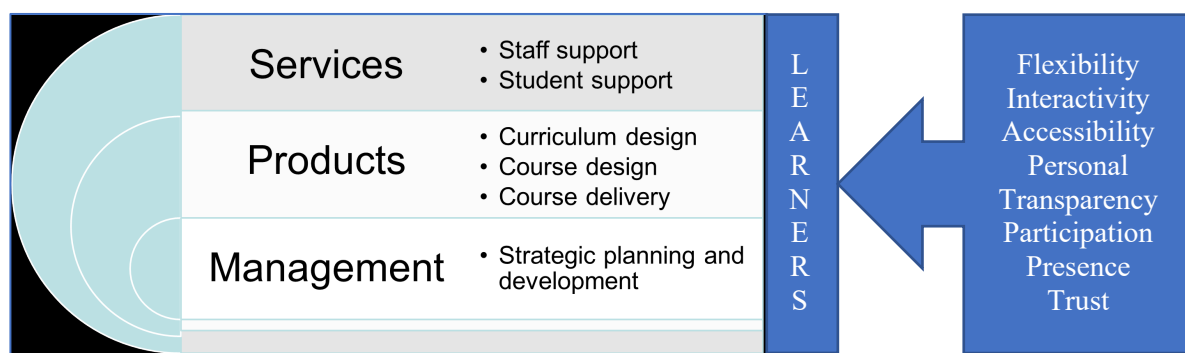 Services
• Staff support
• Student support
Products
• Curriculum design
• Course design
• Course delivery
Management
• Strategic planning and
development
L
E
A
R
N
E
R
S
Flexibility
Interactivity
Accessibility
Personal
Transparency
Participation
Presence
Trust